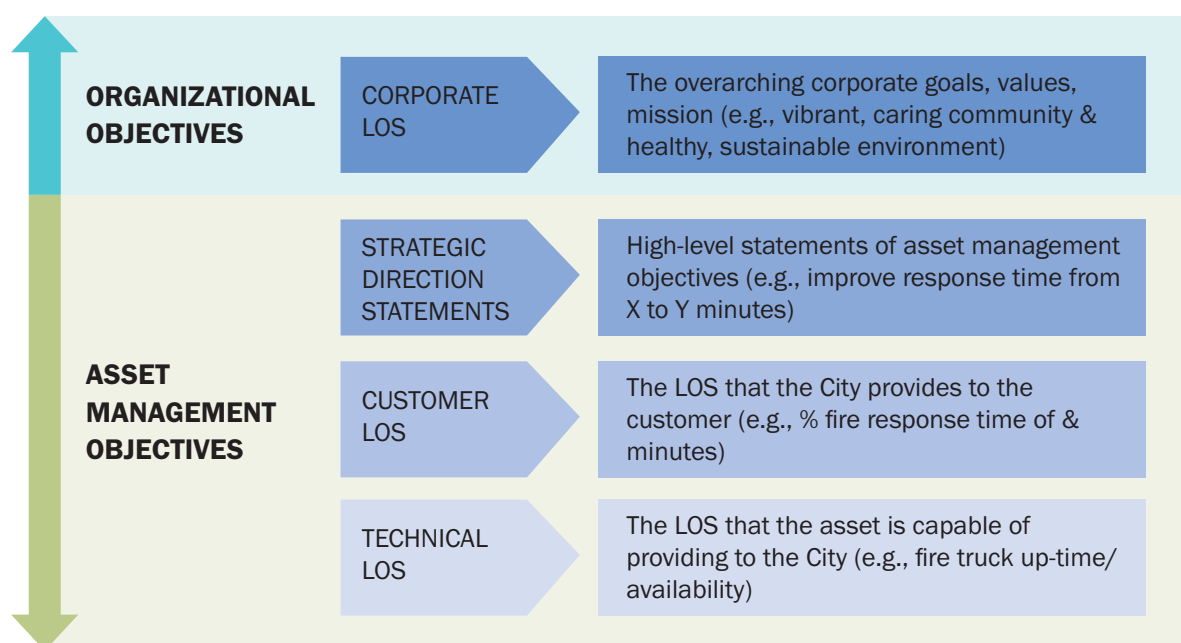 ORGANIZATIONAL
OBJECTIVES
CORPORATE
LOS
The overarching corporate goals, values,
mission (e.g., vibrant, caring community &
healthy, sustainable environment)
ASSET
MANAGEMENT
OBJECTIVES
STRATEGIC
DIRECTION
STATEMENTS
High-level statements of asset management
objectives (e.g., improve response time from
X to Y minutes)
CUSTOMER
LOS
The LOS that the City provides to the
customer (e.g., % fire response time of &
minutes)
TECHNICAL
LOS
The LOS that the asset is capable of
providing to the City (e.g., fire truck up-time/
availability)